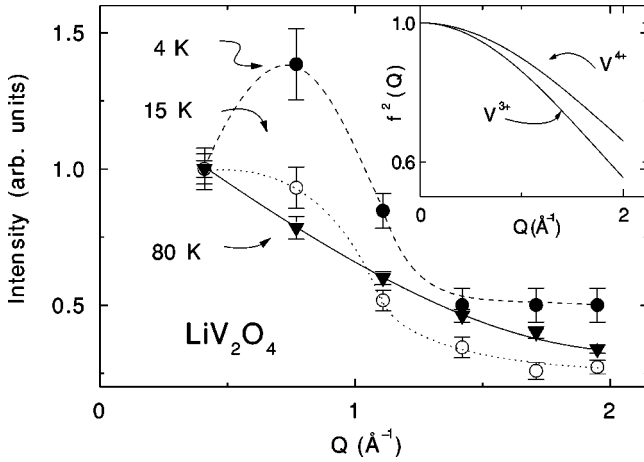 1.5
1.0
0.5
Intensity (arb. units)
4 K
15 K
80 K
LiV₂O₄
0
1
2
Q (Å⁻¹)
1.0
0.6
f² (Q)
V⁴⁺
V³⁺
0
1
2
Q (Å⁻¹)